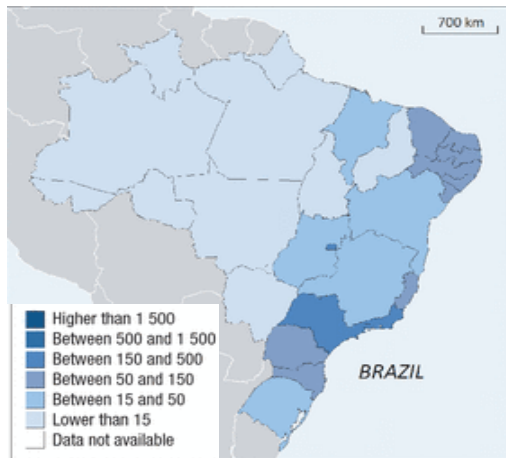 700 km
BRAZIL
Higher than 1 500
Between 500 and 1 500
Between 150 and 500
Between 50 and 150
Between 15 and 50
Lower than 15
Data not available